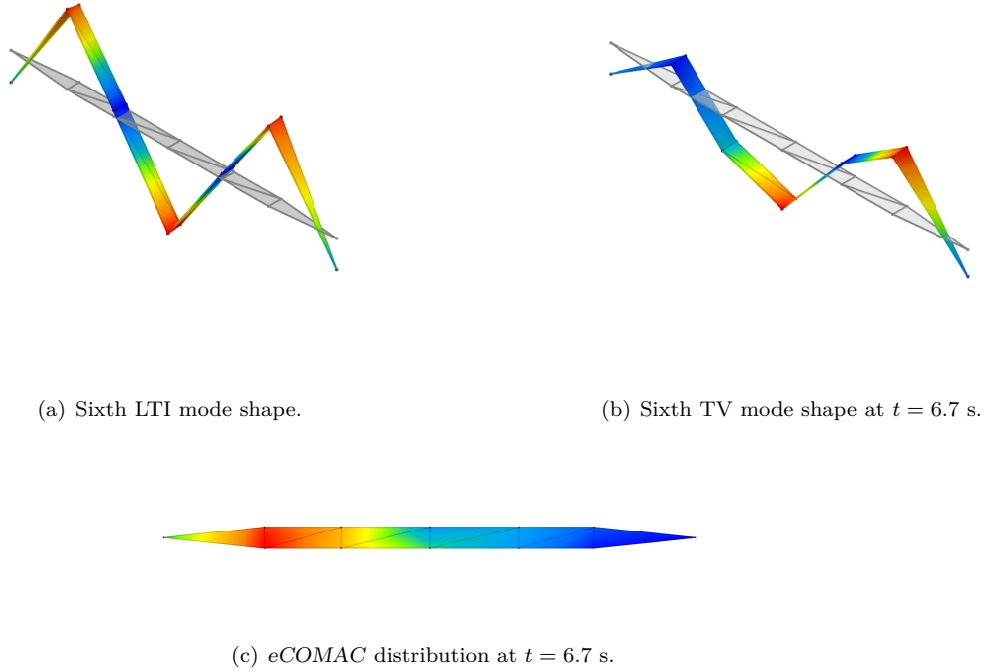 (a) Sixth LTI mode shape.
(b) Sixth TV mode shape at t = 6.7 s.
(c) eCOMAC distribution at t = 6.7 s.